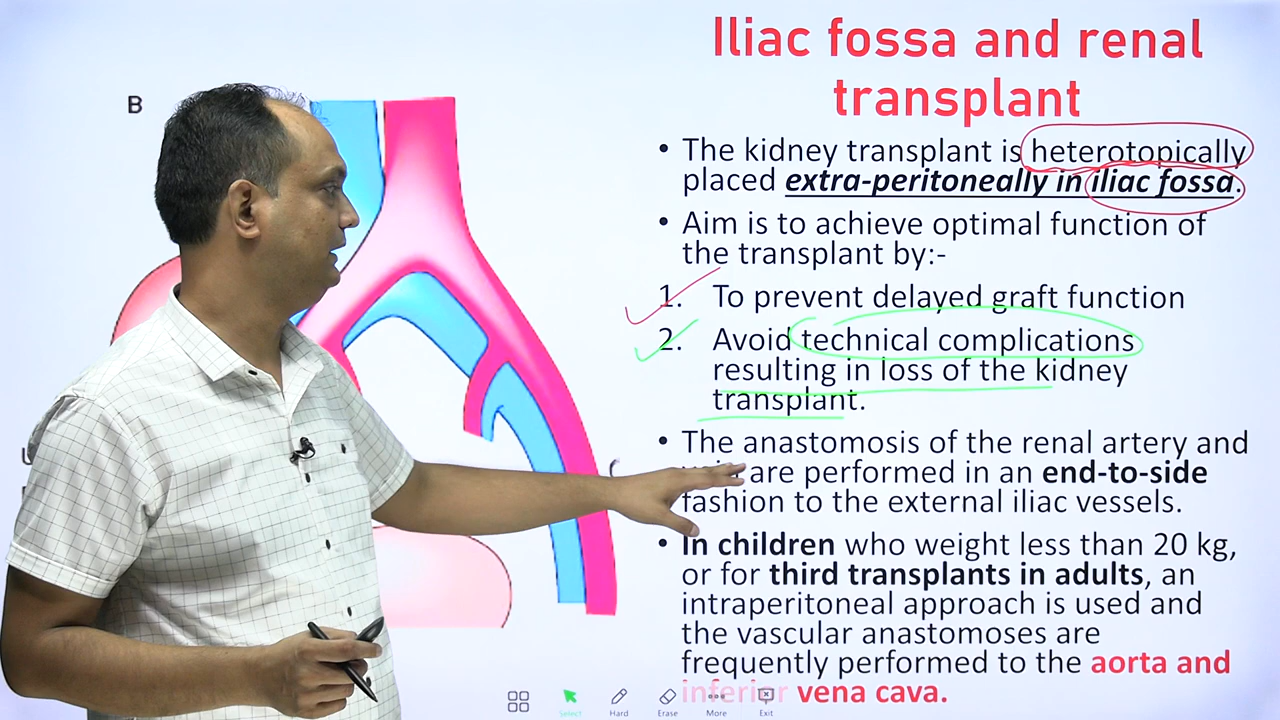 Iliac fossa and renal
transplant
B
• The kidney transplant is heterotopically
placed extra-peritoneally in iliac fossa.
• Aim is to achieve optimal function of
the transplant by:-
1. To prevent delayed graft function
2. Avoid technical complications
resulting in loss of the kidney
transplant.
• The anastomosis of the renal artery and
are performed in an end-to-side
fashion to the external iliac vessels.
• In children who weight less than 20 kg,
or for third transplants in adults, an
intraperitoneal approach is used and
the vascular anastomoses are
frequently performed to the aorta and
inferior vena cava.
Select
Hard
Erase
More
Exit